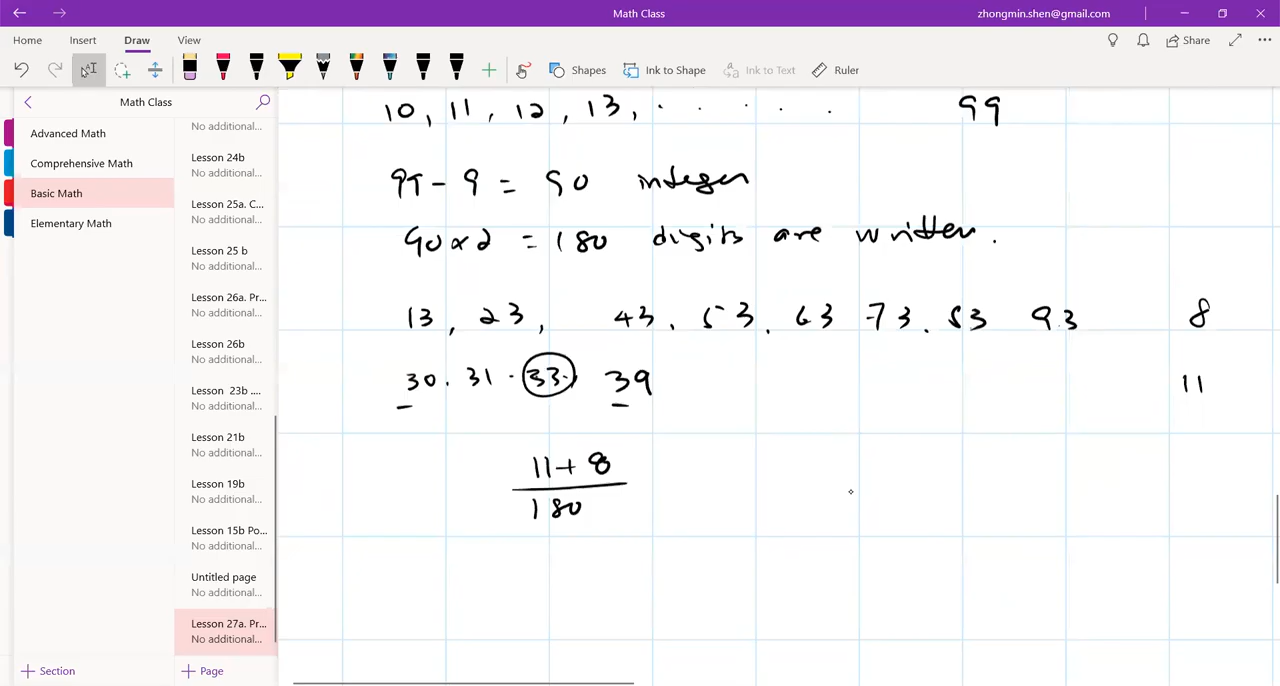 Math Class
zhongmin.shen@gmail.com
Home Insert Draw View
Share
Shapes Ink to Shape Ink to Text Ruler
Math Class
Advanced Math
Comprehensive Math
Basic Math
Elementary Math
No additional...
Lesson 24b
No additional...
Lesson 25a. C...
No additional...
Lesson 25 b
No additional...
Lesson 26a. Pr...
No additional...
Lesson 26b
No additional...
Lesson 23b ....
No additional...
Lesson 21b
No additional...
Lesson 19b
No additional...
Lesson 15b Po...
No additional...
Untitled page
No additional...
Lesson 27a. Pr...
No additional...
+ Section + Page
10, 11, 12, 13, . . . . . 99
99 - 9 = 90 integer
90 x 2 = 180 digits are written.
13, 23, 43. 53. 63 73. 83 93 8
30. 31 . 33. 39 11
11 + 8
180